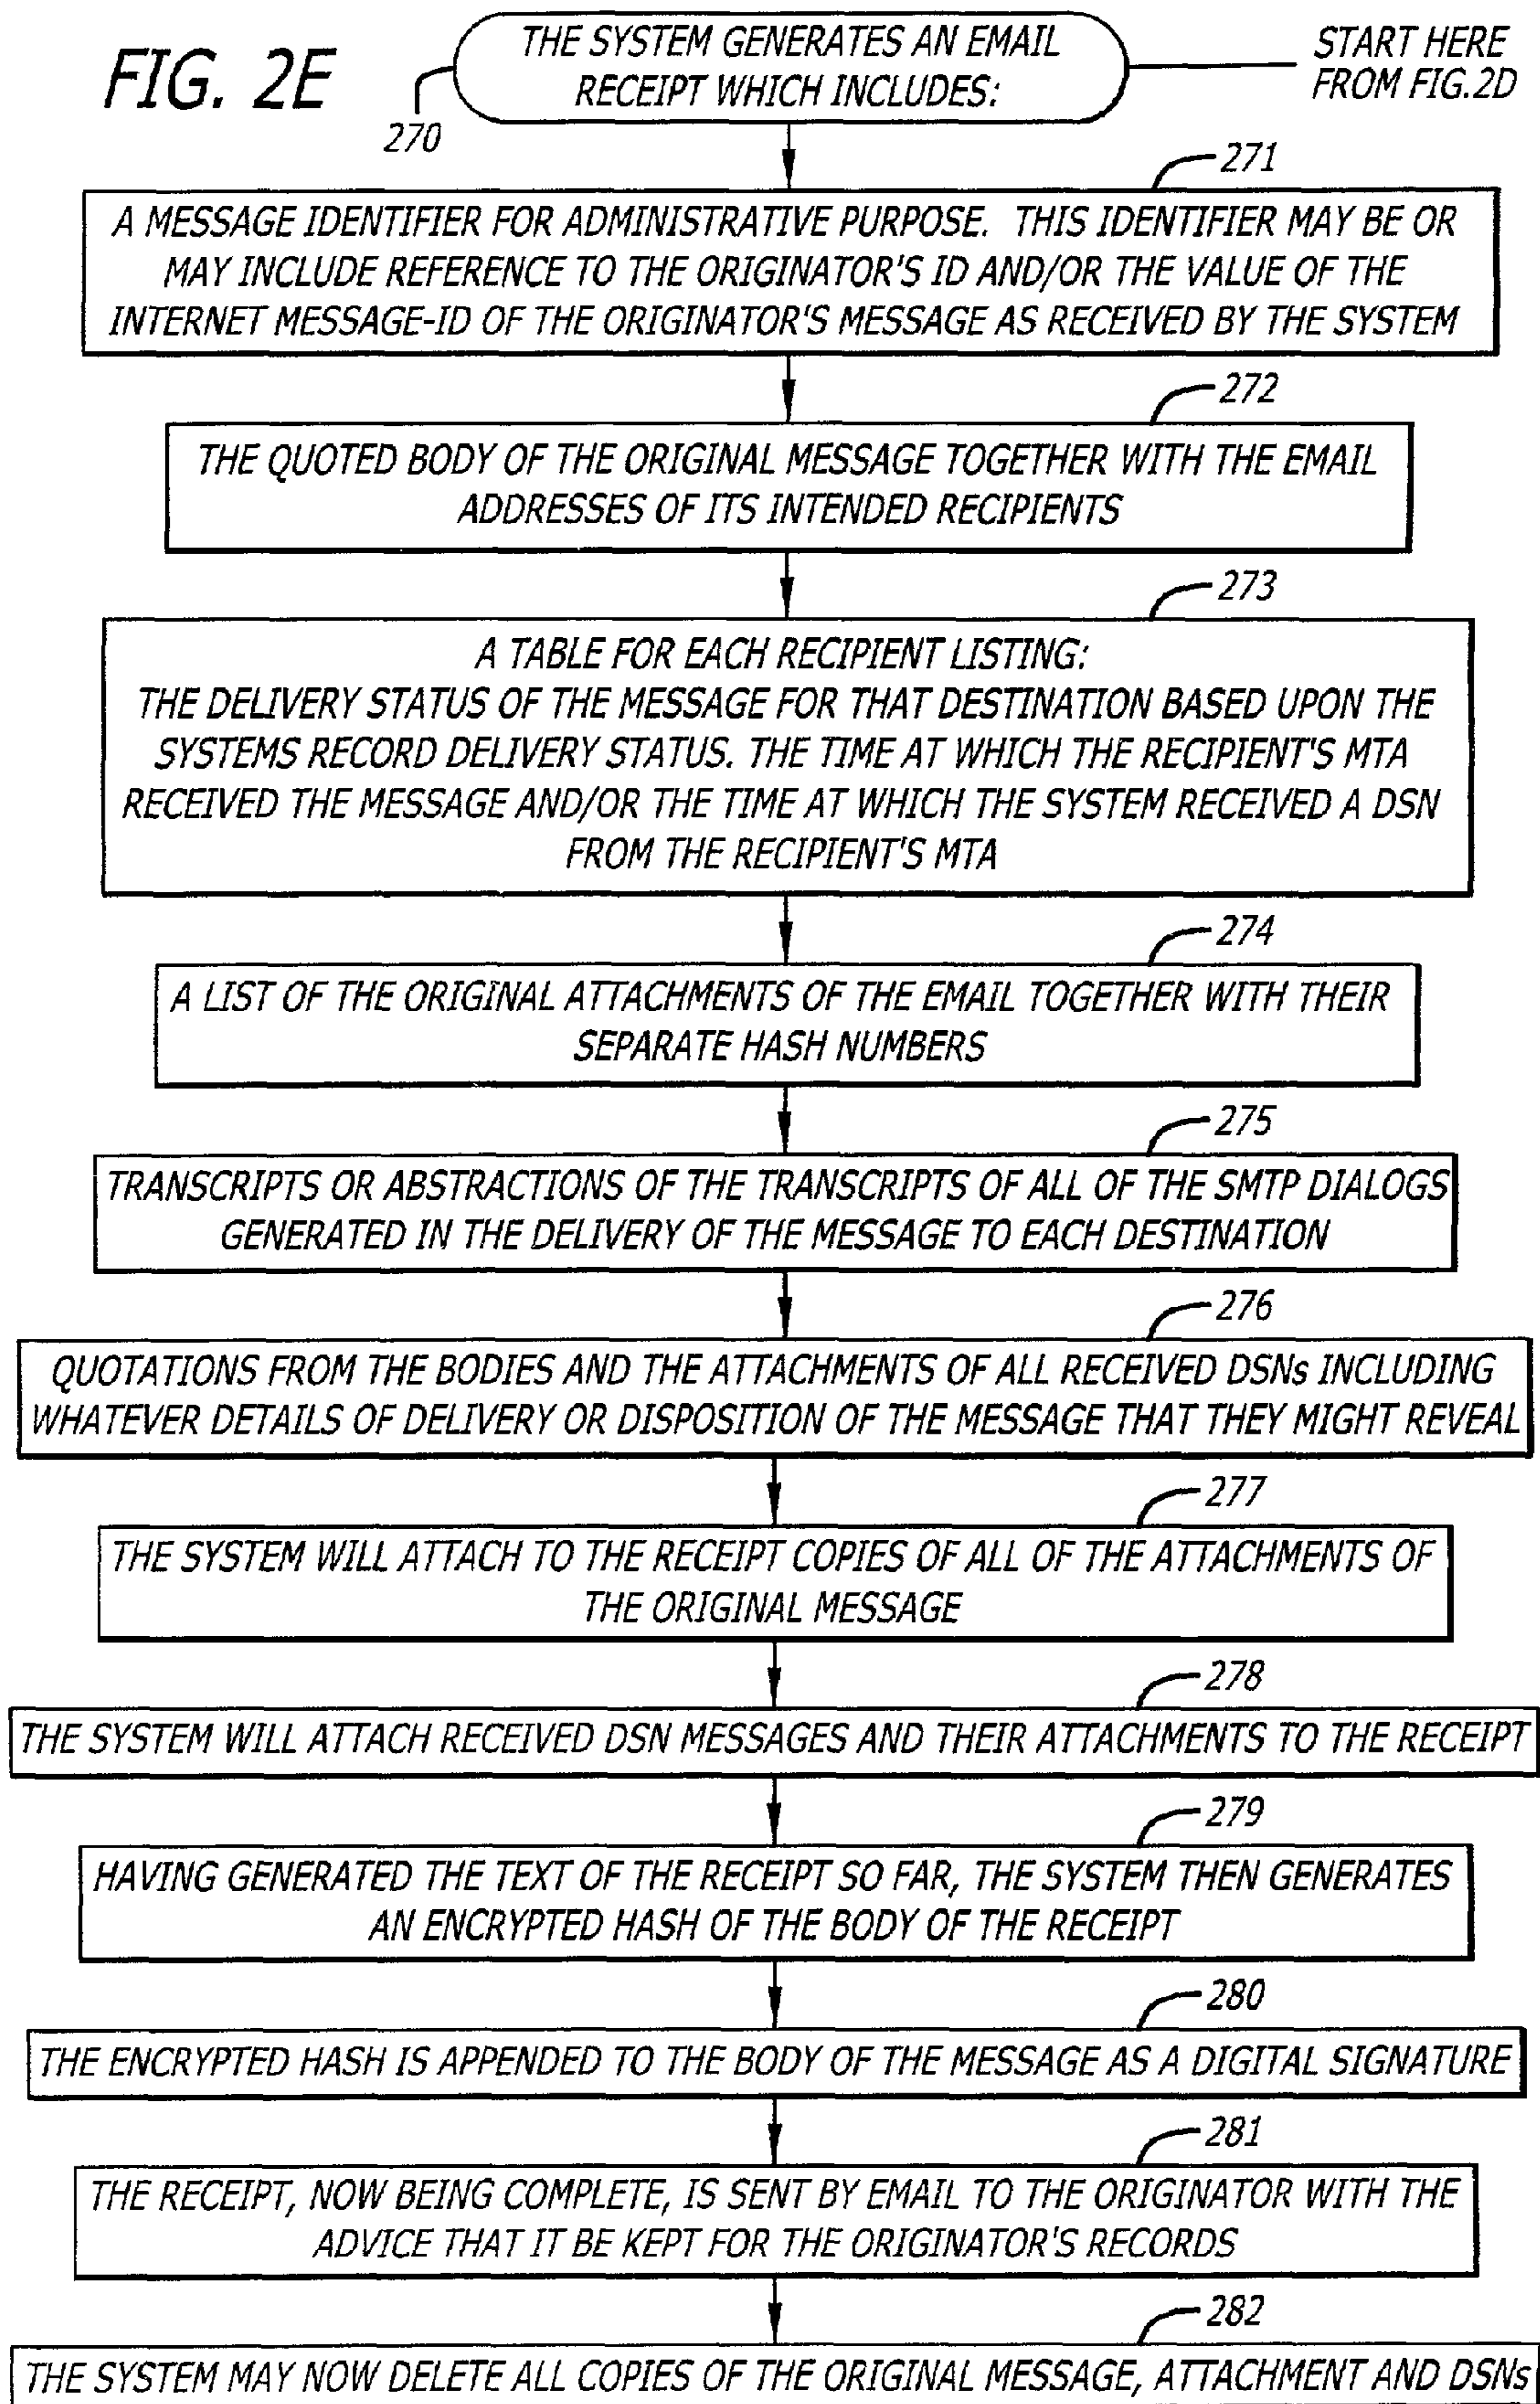 FIG. 2E
THE SYSTEM GENERATES AN EMAIL
RECEIPT WHICH INCLUDES:
START HERE
FROM FIG.2D
270
271
A MESSAGE IDENTIFIER FOR ADMINISTRATIVE PURPOSE. THIS IDENTIFIER MAY BE OR
MAY INCLUDE REFERENCE TO THE ORIGINATOR'S ID AND/OR THE VALUE OF THE
INTERNET MESSAGE-ID OF THE ORIGINATOR'S MESSAGE AS RECEIVED BY THE SYSTEM
272
THE QUOTED BODY OF THE ORIGINAL MESSAGE TOGETHER WITH THE EMAIL
ADDRESSES OF ITS INTENDED RECIPIENTS
273
A TABLE FOR EACH RECIPIENT LISTING:
THE DELIVERY STATUS OF THE MESSAGE FOR THAT DESTINATION BASED UPON THE
SYSTEMS RECORD DELIVERY STATUS. THE TIME AT WHICH THE RECIPIENT'S MTA
RECEIVED THE MESSAGE AND/OR THE TIME AT WHICH THE SYSTEM RECEIVED A DSN
FROM THE RECIPIENT'S MTA
274
A LIST OF THE ORIGINAL ATTACHMENTS OF THE EMAIL TOGETHER WITH THEIR
SEPARATE HASH NUMBERS
275
TRANSCRIPTS OR ABSTRACTIONS OF THE TRANSCRIPTS OF ALL OF THE SMTP DIALOGS
GENERATED IN THE DELIVERY OF THE MESSAGE TO EACH DESTINATION
276
QUOTATIONS FROM THE BODIES AND THE ATTACHMENTS OF ALL RECEIVED DSNs INCLUDING
WHATEVER DETAILS OF DELIVERY OR DISPOSITION OF THE MESSAGE THAT THEY MIGHT REVEAL
277
THE SYSTEM WILL ATTACH TO THE RECEIPT COPIES OF ALL OF THE ATTACHMENTS OF
THE ORIGINAL MESSAGE
278
THE SYSTEM WILL ATTACH RECEIVED DSN MESSAGES AND THEIR ATTACHMENTS TO THE RECEIPT
279
HAVING GENERATED THE TEXT OF THE RECEIPT SO FAR, THE SYSTEM THEN GENERATES
AN ENCRYPTED HASH OF THE BODY OF THE RECEIPT
280
THE ENCRYPTED HASH IS APPENDED TO THE BODY OF THE MESSAGE AS A DIGITAL SIGNATURE
281
THE RECEIPT, NOW BEING COMPLETE, IS SENT BY EMAIL TO THE ORIGINATOR WITH THE
ADVICE THAT IT BE KEPT FOR THE ORIGINATOR'S RECORDS
282
THE SYSTEM MAY NOW DELETE ALL COPIES OF THE ORIGINAL MESSAGE, ATTACHMENT AND DSNs